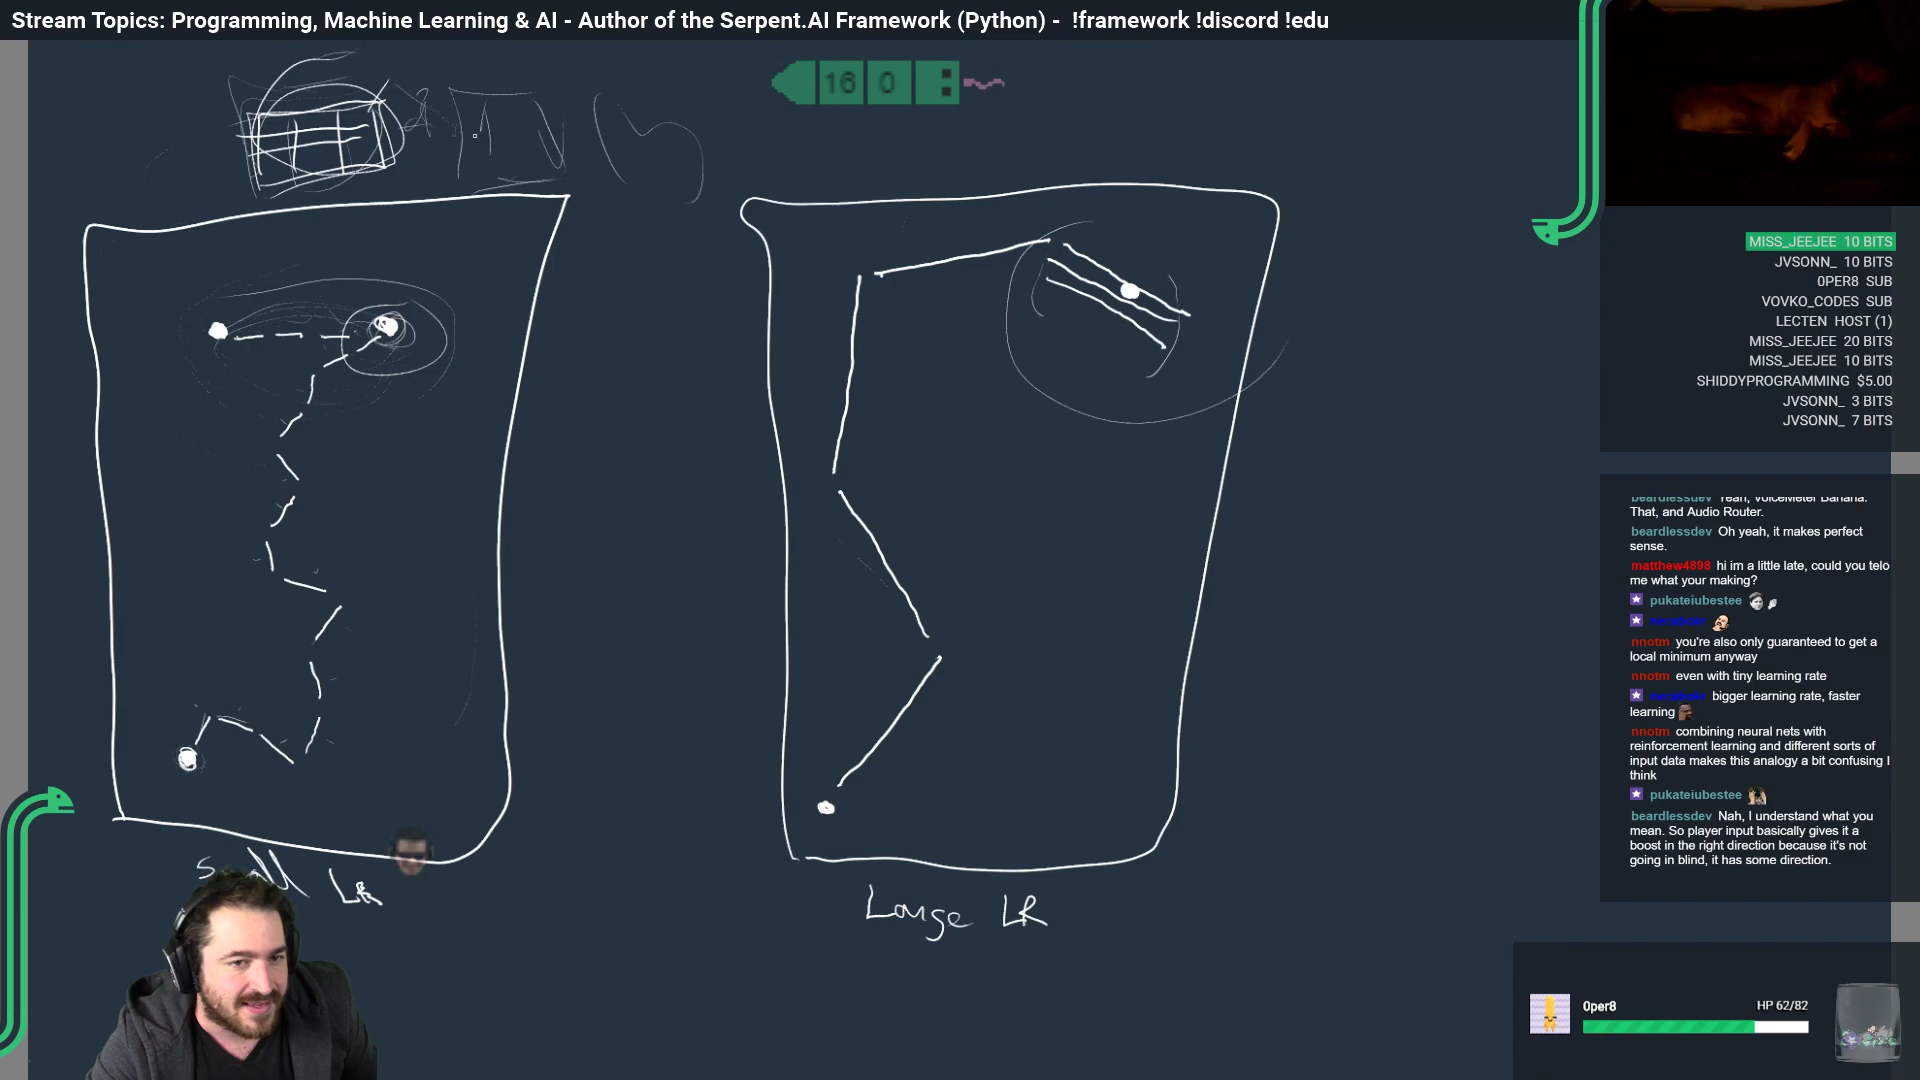 Stream Topics: Programming, Machine Learning & AI - Author of the Serpent.AI Framework (Python) - !framework !discord !edu
16 0 :
MISS_JEEJEE 10 BITS
JVSONN_ 10 BITS
0PER8 SUB
VOVKO_CODES SUB
LECTEN HOST (1)
MISS_JEEJEE 20 BITS
MISS_JEEJEE 10 BITS
SHIDDYPROGRAMMING $5.00
JVSONN_ 3 BITS
JVSONN_ 7 BITS
beardlessdev Yeah, VoiceMeter Banana.
That, and Audio Router.
beardlessdev Oh yeah, it makes perfect
sense.
matthew4898 hi im a little late, could you telo
me what your making?
pukateiubestee
nnotm you're also only guaranteed to get a
local minimum anyway
nnotm even with tiny learning rate
bigger learning rate, faster
learning
nnotm combining neural nets with
reinforcement learning and different sorts of
input data makes this analogy a bit confusing I
think
pukateiubestee
beardlessdev Nah, I understand what you
mean. So player input basically gives it a
boost in the right direction because it's not
going in blind, it has some direction.
Small LR
Large LR
0per8 HP 62/82